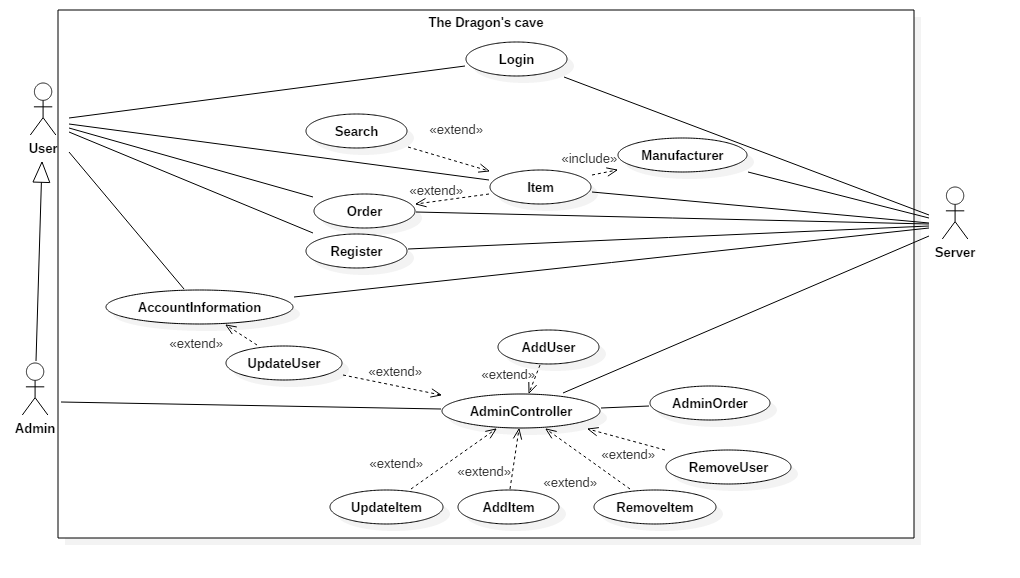 The Dragon's cave
Login
Search
«extend»
User
«include»
Manufacturer
Item
«extend»
Order
Register
Server
AccountInformation
«extend»
UpdateUser
AddUser
«extend»
«extend»
AdminOrder
AdminController
Admin
«extend»
«extend»
«extend»
«extend»
RemoveUser
UpdateItem
AddItem
RemoveItem